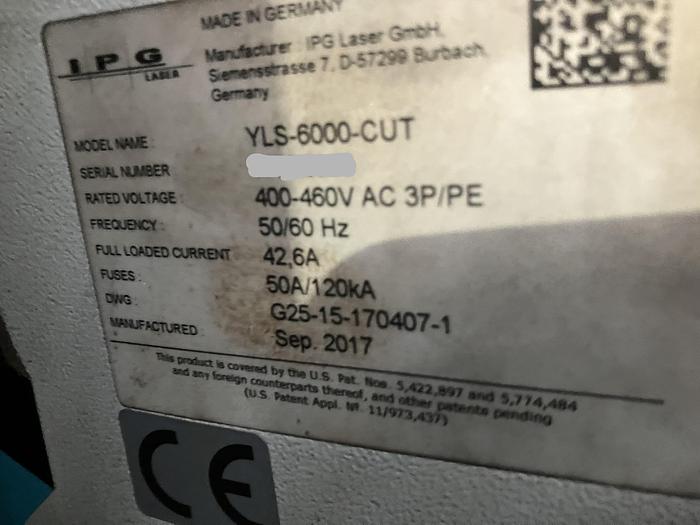 MADE IN GERMANY
IPG
LASER
Manufacturer : IPG Laser GmbH,
Siemensstrasse 7, D-57299 Burbach,
Germany
MODEL NAME : YLS-6000-CUT
SERIAL NUMBER
RATED VOLTAGE : 400-460V AC 3P/PE
FREQUENCY : 50/60 Hz
FULL LOADED CURRENT 42,6A
FUSES : 50A/120kA
DWG : G25-15-170407-1
MANUFACTURED : Sep. 2017
This product is covered by the U.S. Pat. Nos. 5,422,897 and 5,774,484
and any foreign counterparts thereof, and other patents pending
(U.S. Patent Appl. №. 11/973,437)
CE